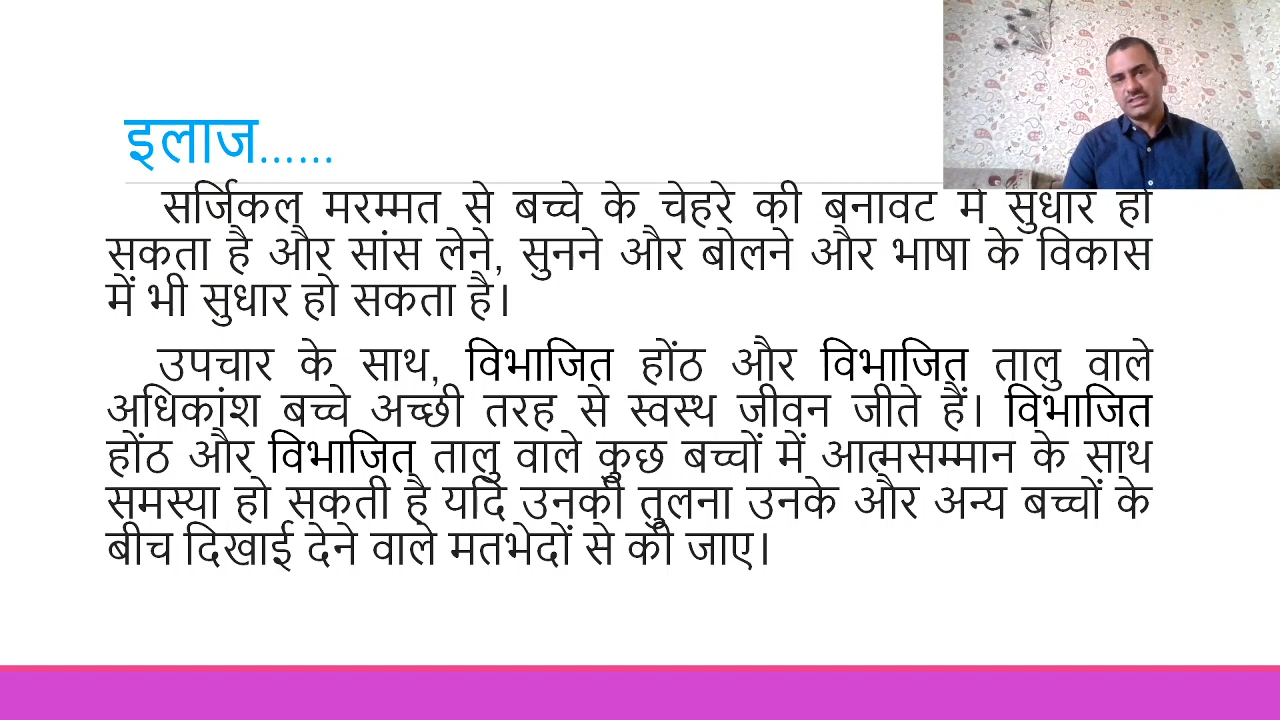 इलाज......
सर्जिकल मरम्मत से बच्चे के चेहरे की बनावट में सुधार हो
सकता है और सांस लेने, सुनने और बोलने और भाषा के विकास
में भी सुधार हो सकता है।
उपचार के साथ, विभाजित होंठ और विभाजित तालु वाले
अधिकांश बच्चे अच्छी तरह से स्वस्थ जीवन जीते हैं। विभाजित
होंठ और विभाजित तालु वाले कुछ बच्चों में आत्मसम्मान के साथ
समस्या हो सकती है यदि उनकी तुलना उनके और अन्य बच्चों के
बीच दिखाई देने वाले मतभेदों से की जाए।